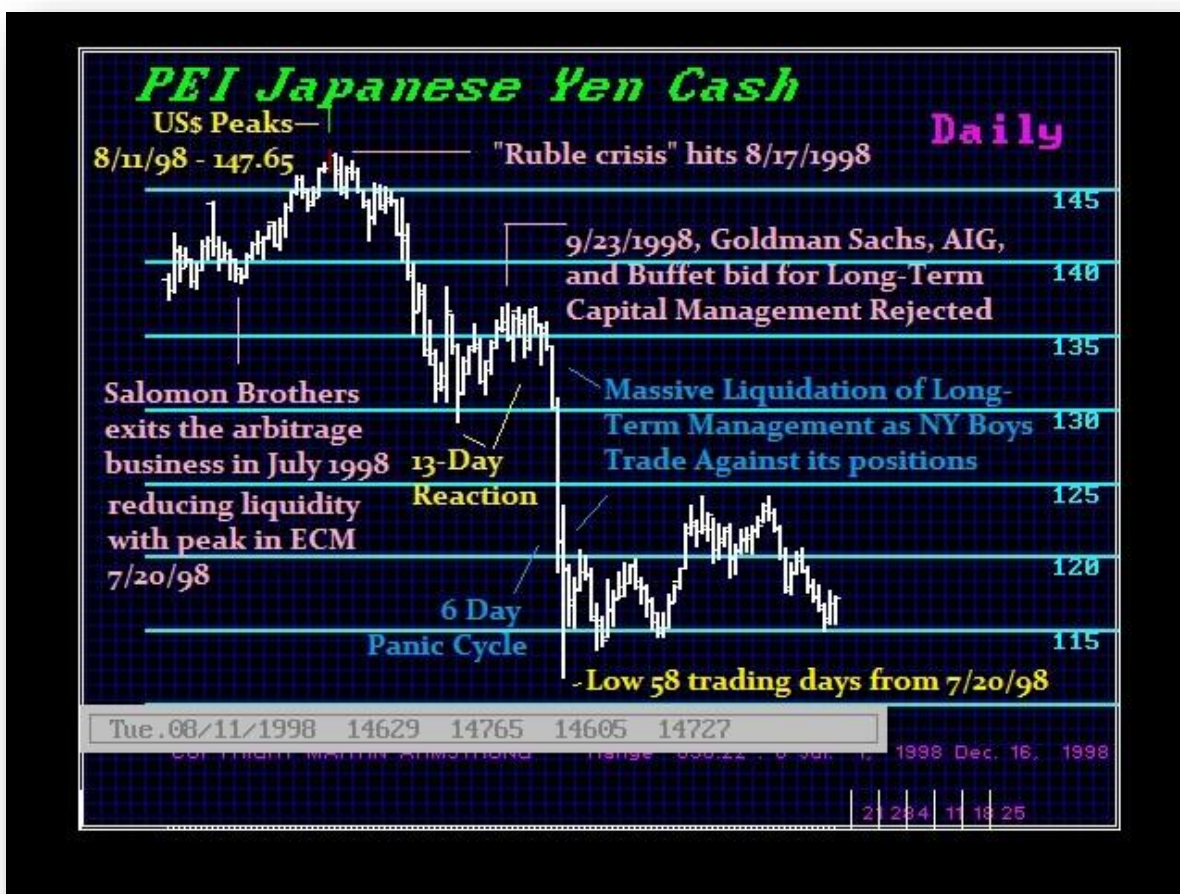 PEI Japanese Yen Cash
Daily
US$ Peaks
8/11/98 - 147.65
"Ruble crisis" hits 8/17/1998
145
9/23/1998, Goldman Sachs, AIG,
and Buffet bid for Long-Term
Capital Management Rejected
140
135
Salomon Brothers
exits the arbitrage
business in July 1998
reducing liquidity
with peak in ECM
7/20/98
13-Day
Reaction
Massive Liquidation of Long-
Term Management as NY Boys
Trade Against its positions
130
125
120
6 Day
Panic Cycle
115
Low 58 trading days from 7/20/98
Tue.08/11/1998 14629 14765 14605 14727
1998 Dec. 16, 1998
21 28 4 11 18 25